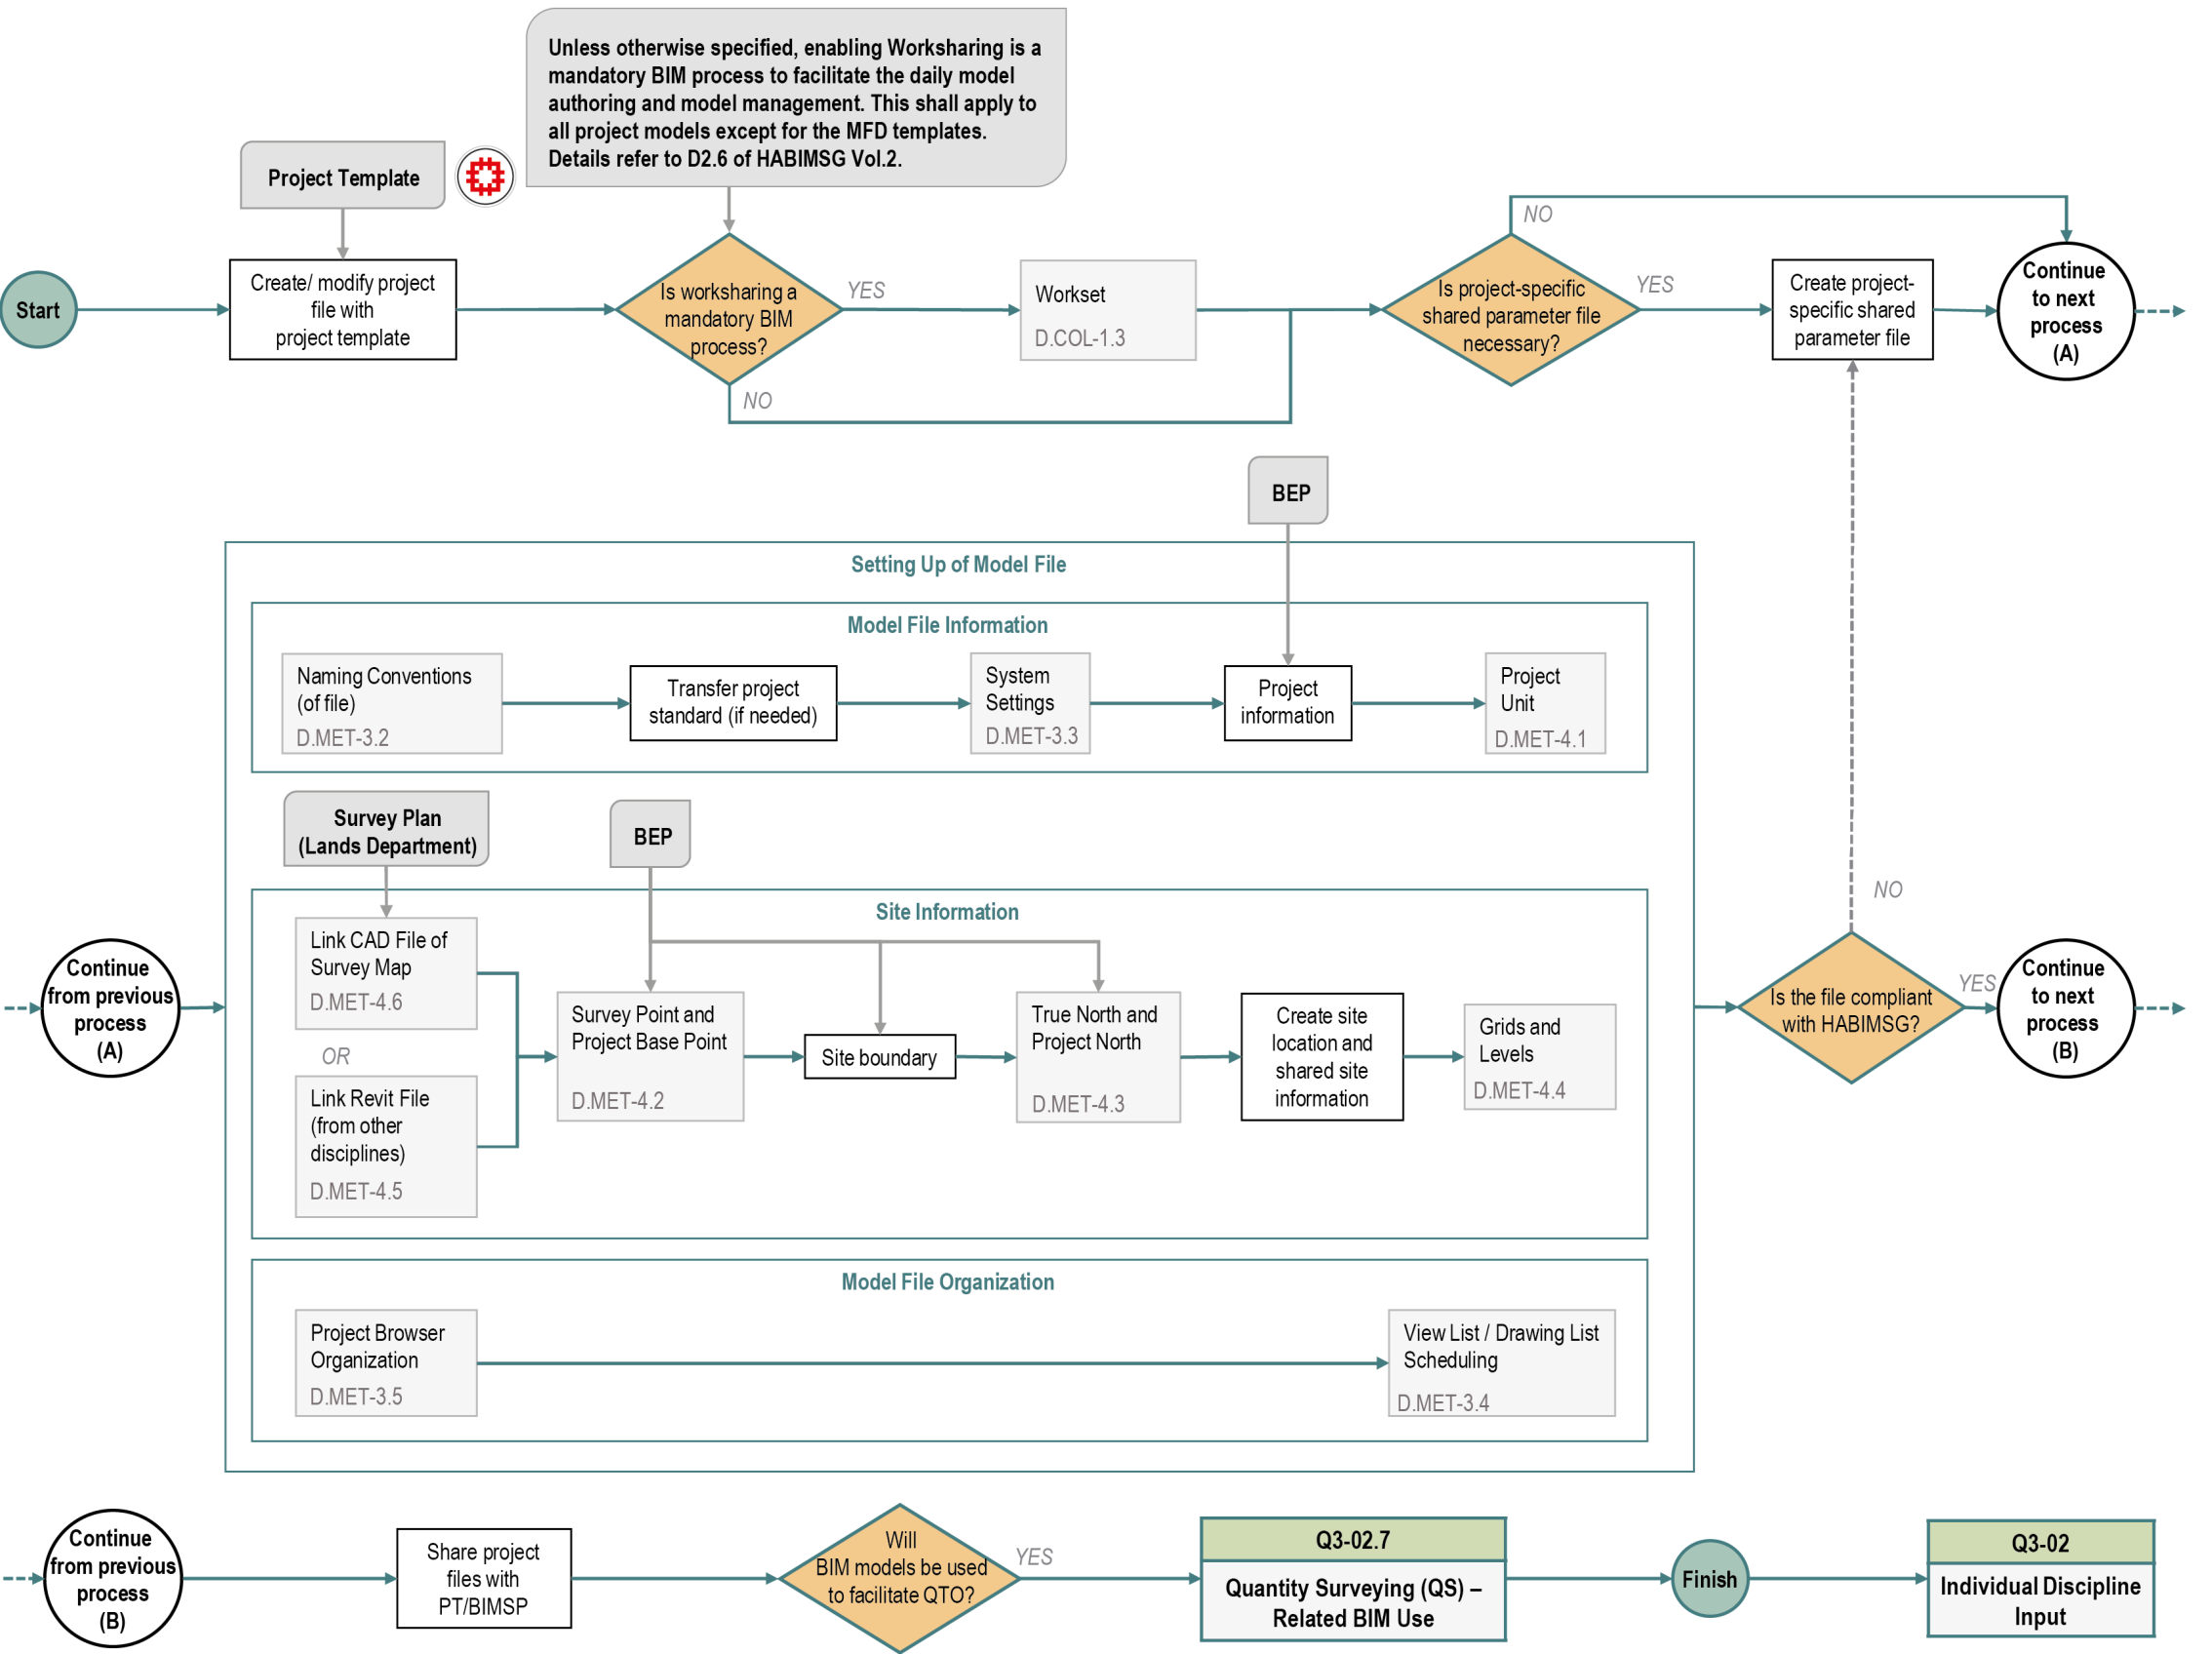 Unless otherwise specified, enabling Worksharing is a
mandatory BIM process to facilitate the daily model
authoring and model management. This shall apply to
all project models except for the MFD templates.
Details refer to D2.6 of HABIMSG Vol.2.
Project Template
Start
Create/ modify project
file with
project template
Is worksharing a
mandatory BIM
process?
YES
NO
Workset
D.COL-1.3
Is project-specific
shared parameter file
necessary?
NO
YES
Create project-
specific shared
parameter file
Continue
to next
process
(A)
BEP
Setting Up of Model File
Model File Information
Naming Conventions
(of file)
D.MET-3.2
Transfer project
standard (if needed)
System
Settings
D.MET-3.3
Project
information
Project
Unit
D.MET-4.1
Survey Plan
(Lands Department)
BEP
Site Information
Continue
from previous
process
(A)
Link CAD File of
Survey Map
D.MET-4.6
OR
Link Revit File
(from other
disciplines)
D.MET-4.5
Survey Point and
Project Base Point
D.MET-4.2
Site boundary
True North and
Project North
D.MET-4.3
Create site
location and
shared site
information
Grids and
Levels
D.MET-4.4
NO
Is the file compliant
with HABIMSG?
YES
Continue
to next
process
(B)
Model File Organization
Project Browser
Organization
D.MET-3.5
View List / Drawing List
Scheduling
D.MET-3.4
Continue
from previous
process
(B)
Share project
files with
PT/BIMSP
Will
BIM models be used
to facilitate QTO?
YES
Q3-02.7
Quantity Surveying (QS) –
Related BIM Use
Finish
Q3-02
Individual Discipline
Input